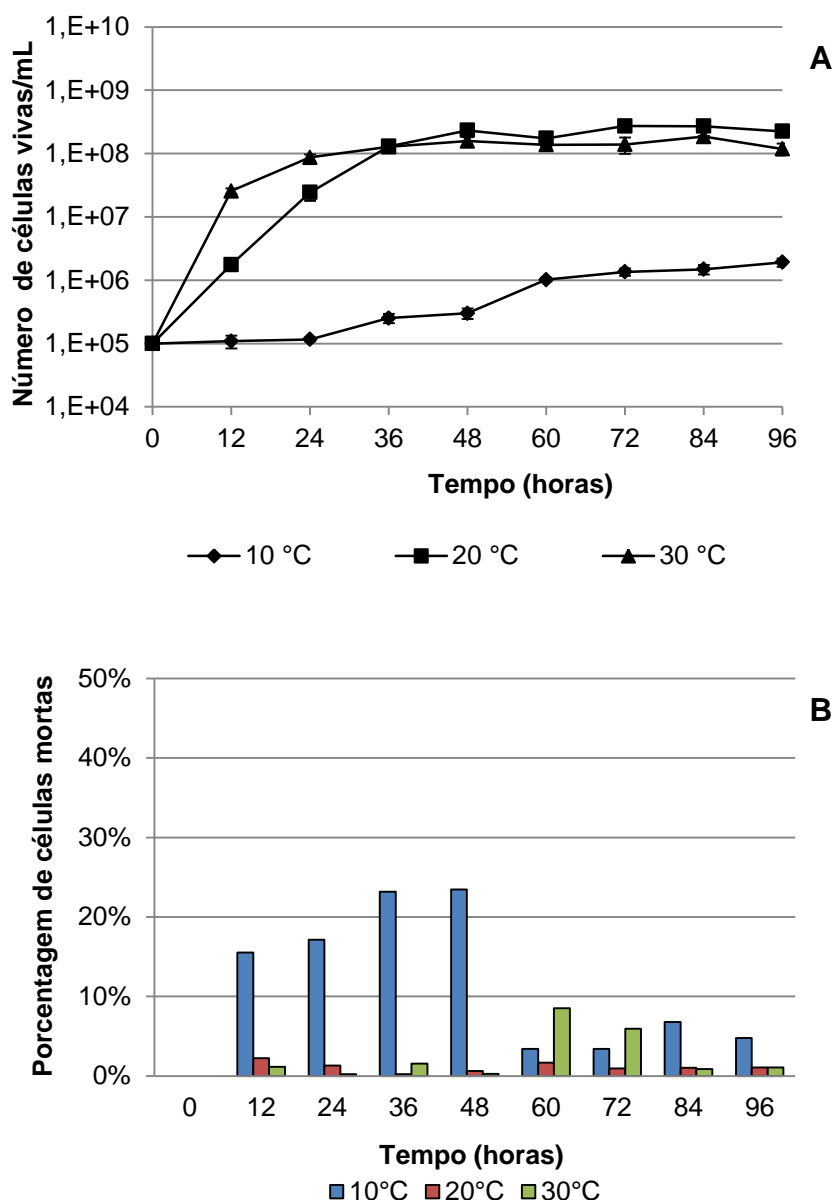 A
Número de células vivas/mL
1,E+10
1,E+09
1,E+08
1,E+07
1,E+06
1,E+05
1,E+04
0 12 24 36 48 60 72 84 96
Tempo (horas)
10 °C 20 °C 30 °C
B
Porcentagem de células mortas
50%
40%
30%
20%
10%
0%
0 12 24 36 48 60 72 84 96
Tempo (horas)
10°C 20°C 30°C